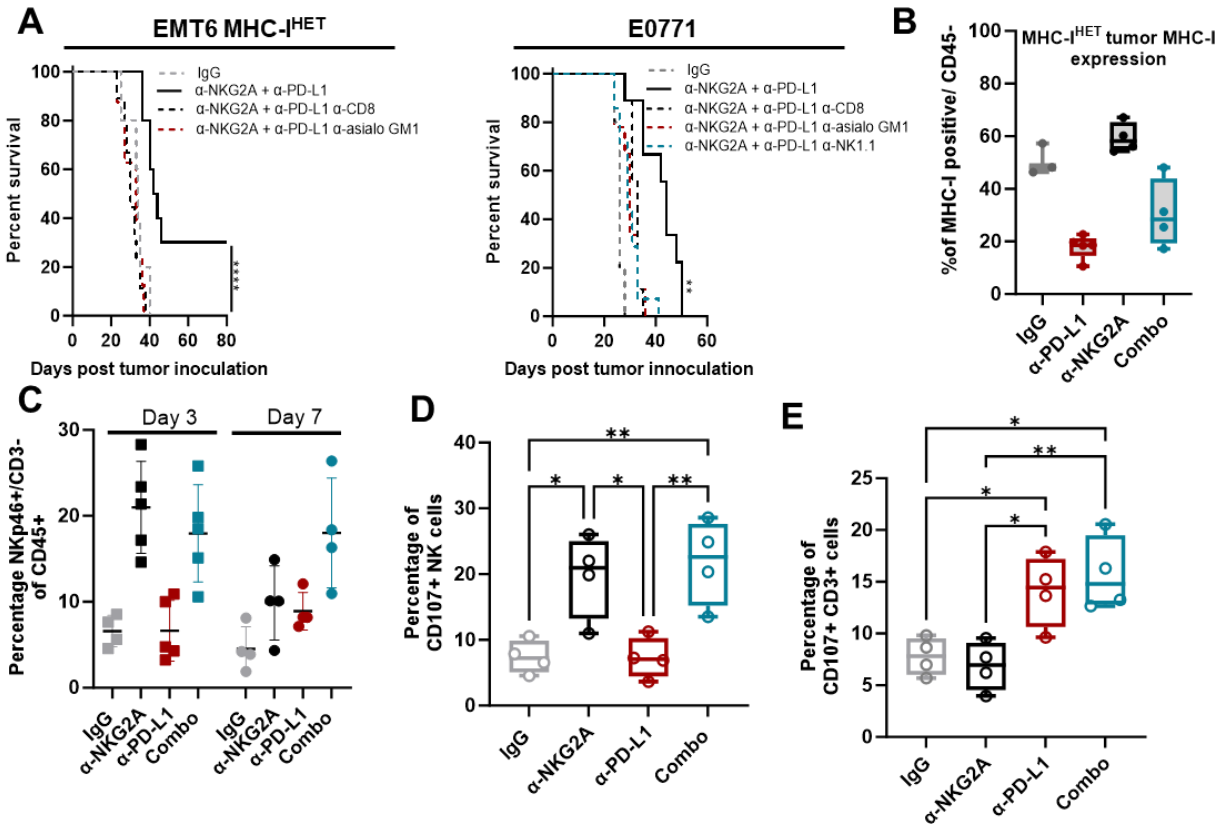 A
EMT6 MHC-I^HET
IgG
α-NKG2A + α-PD-L1
α-NKG2A + α-PD-L1 α-CD8
α-NKG2A + α-PD-L1 α-asialo GM1
Percent survival
100
80
60
40
20
0
0 20 40 60 80
****
Days post tumor inoculation
E0771
IgG
α-NKG2A + α-PD-L1
α-NKG2A + α-PD-L1 α-CD8
α-NKG2A + α-PD-L1 α-asialo GM1
α-NKG2A + α-PD-L1 α-NK1.1
Percent survival
100
80
60
40
20
0
0 20 40 60
**
Days post tumor innoculation
B
MHC-I^HET tumor MHC-I
expression
%of MHC-I positive/ CD45-
100
80
60
40
20
0
IgG
α-PD-L1
α-NKG2A
Combo
C
Day 3
Day 7
Percentage NKp46+/CD3-
of CD45+
30
20
10
0
IgG
α-NKG2A
α-PD-L1
Combo
IgG
α-NKG2A
α-PD-L1
Combo
D
Percentage of
CD107+ NK cells
40
30
20
10
0
**
* * **
IgG
α-NKG2A
α-PD-L1
Combo
E
Percentage of
CD107+ CD3+ cells
25
20
15
10
5
0
*
**
*
*
IgG
α-NKG2A
α-PD-L1
Combo